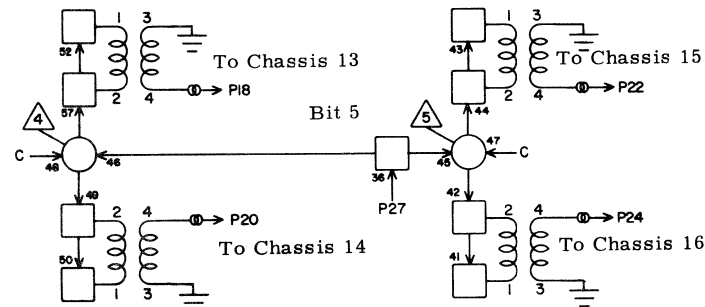 1 3 1 3
52 43
To Chassis 13 To Chassis 15
2 4 P18 2 4 P22
57 44
Bit 5
4 5
C 48 46 36 45 47 C
P27
49 42
2 4 P20 2 4 P24
To Chassis 14 To Chassis 16
50 41
1 3 1 3